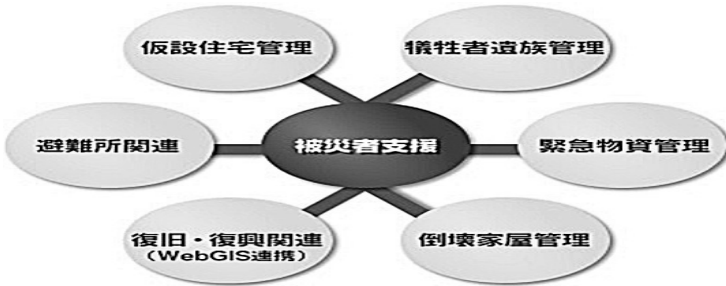 仮設住宅管理
犠牲者遺族管理
避難所関連
被災者支援
緊急物資管理
復旧・復興関連
(WebGIS連携)
倒壊家屋管理